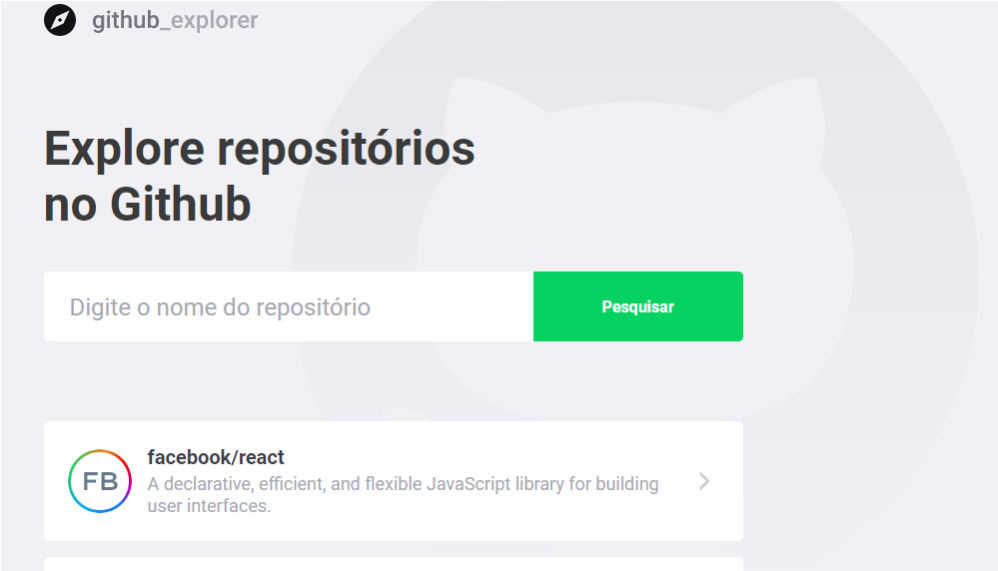 github_explorer
Explore repositórios
no Github
Digite o nome do repositório
Pesquisar
FB
facebook/react
A declarative, efficient, and flexible JavaScript library for building
user interfaces.